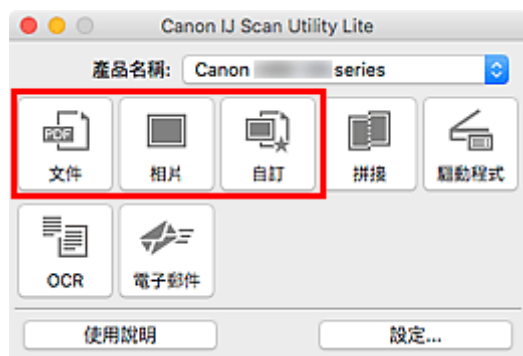 Canon IJ Scan Utility Lite
產品名稱: Canon series
PDF
文件 相片 自訂 拼接 驅動程式
OCR 電子郵件
使用說明 設定...